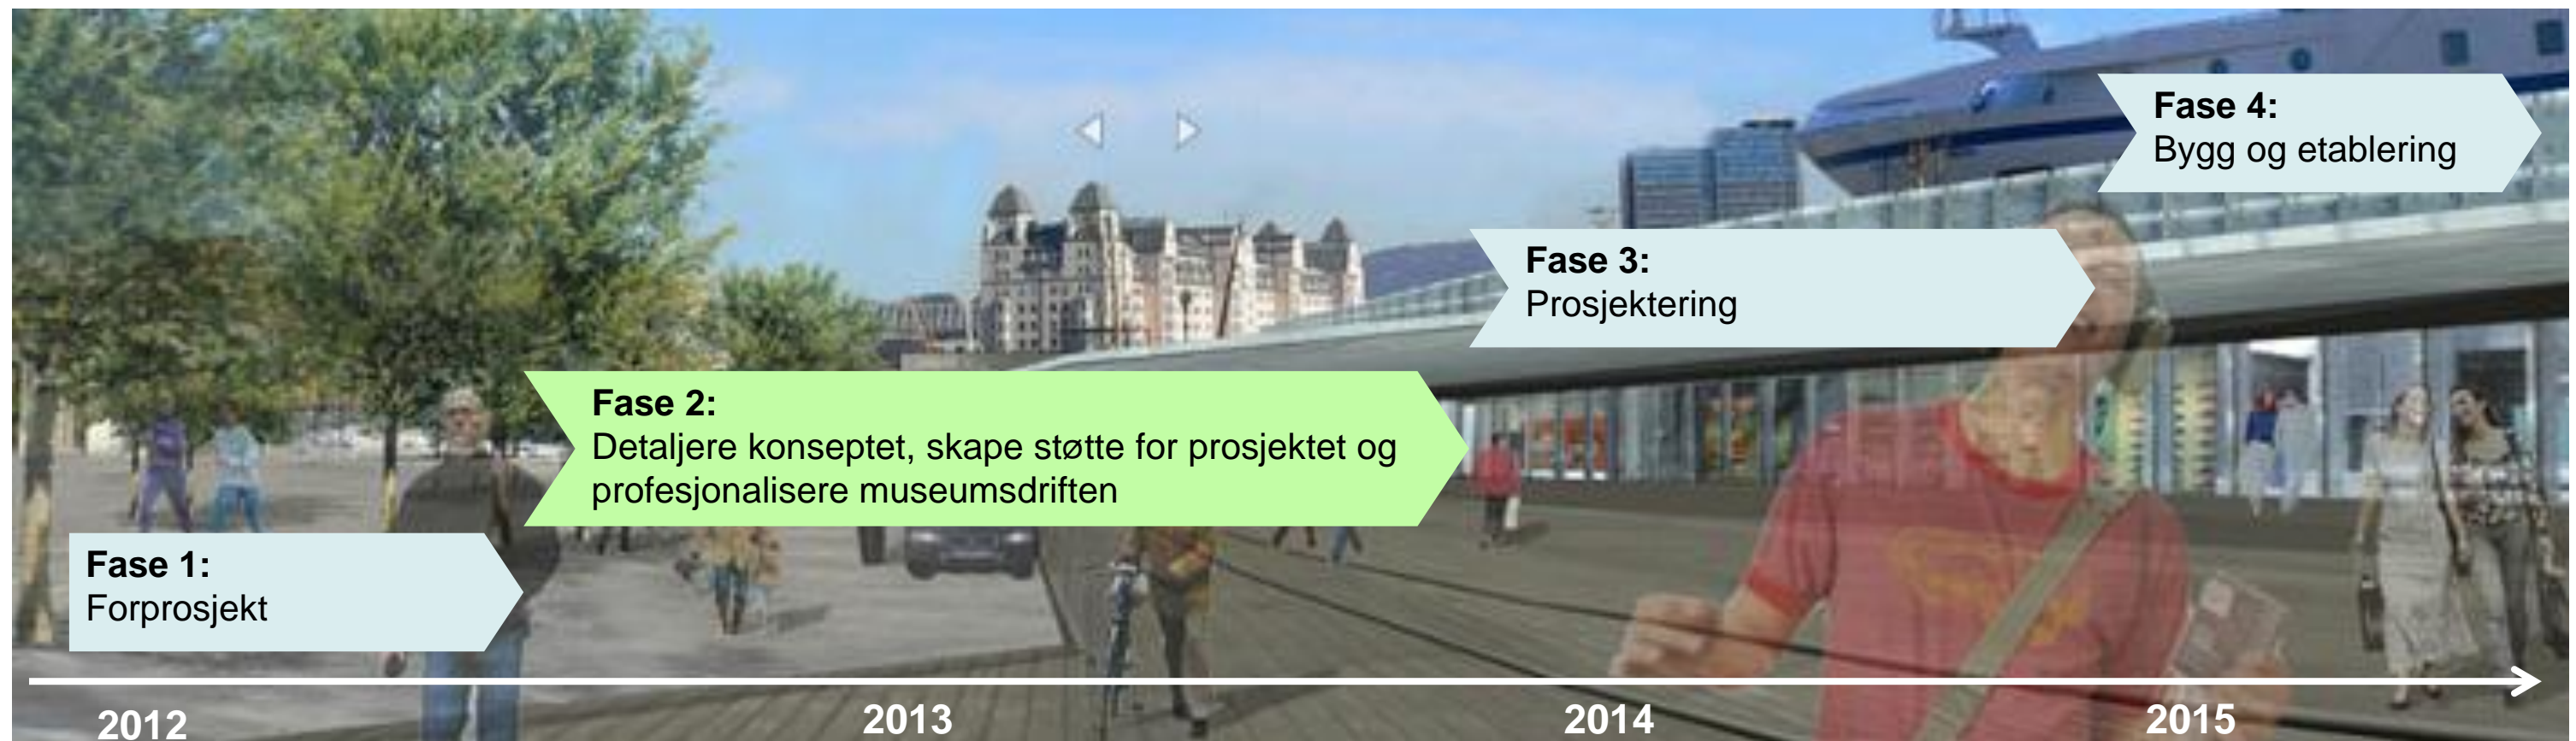 Fase 4:
Bygg og etablering
Fase 3:
Prosjektering
Fase 2:
Detaljere konseptet, skape støtte for prosjektet og
profesjonalisere museumsdriften
Fase 1:
Forprosjekt
2012
2013
2014
2015